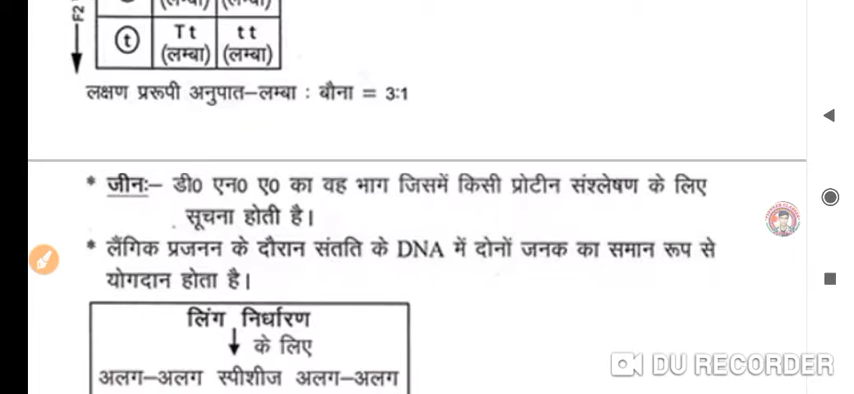 (लम्बा) (लम्बा)
F2
t
Tt tt
(लम्बा) (लम्बा)
लक्षण प्ररूपी अनुपात–लम्बा : बौना = 3:1
* जीनः– डी0 एन0 ए0 का वह भाग जिसमें किसी प्रोटीन संश्लेषण के लिए
सूचना होती है।
* लैंगिक प्रजनन के दौरान संतति के DNA में दोनों जनक का समान रूप से
योगदान होता है।
लिंग निर्धारण
के लिए
अलग–अलग स्पीशीज अलग–अलग
DU RECORDER